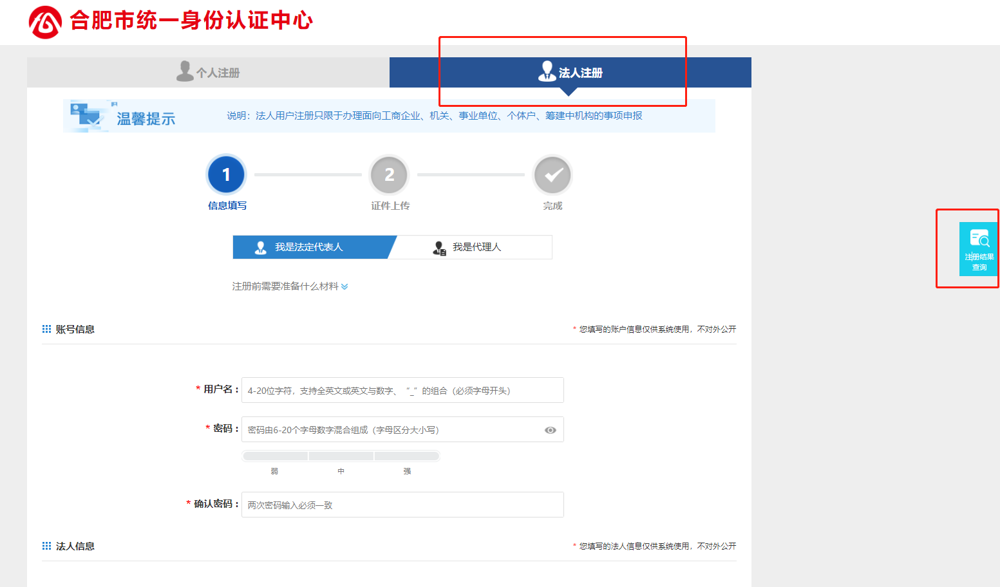 合肥市统一身份认证中心
个人注册
法人注册
温馨提示
说明：法人用户注册只限于办理面向工商企业、机关、事业单位、个体户、筹建中机构的事项申报
1
2
信息填写
证件上传
完成
注册结果
查询
我是法定代表人
我是代理人
注册前需要准备什么材料
账号信息
* 您填写的账户信息仅供系统使用，不对外公开
* 用户名：
4-20位字符，支持全英文或英文与数字、“_”的组合（必须字母开头）
* 密码：
密码由6-20个字母数字混合组成（字母区分大小写）
弱
中
强
* 确认密码：
两次密码输入必须一致
法人信息
* 您填写的法人信息仅供系统使用，不对外公开